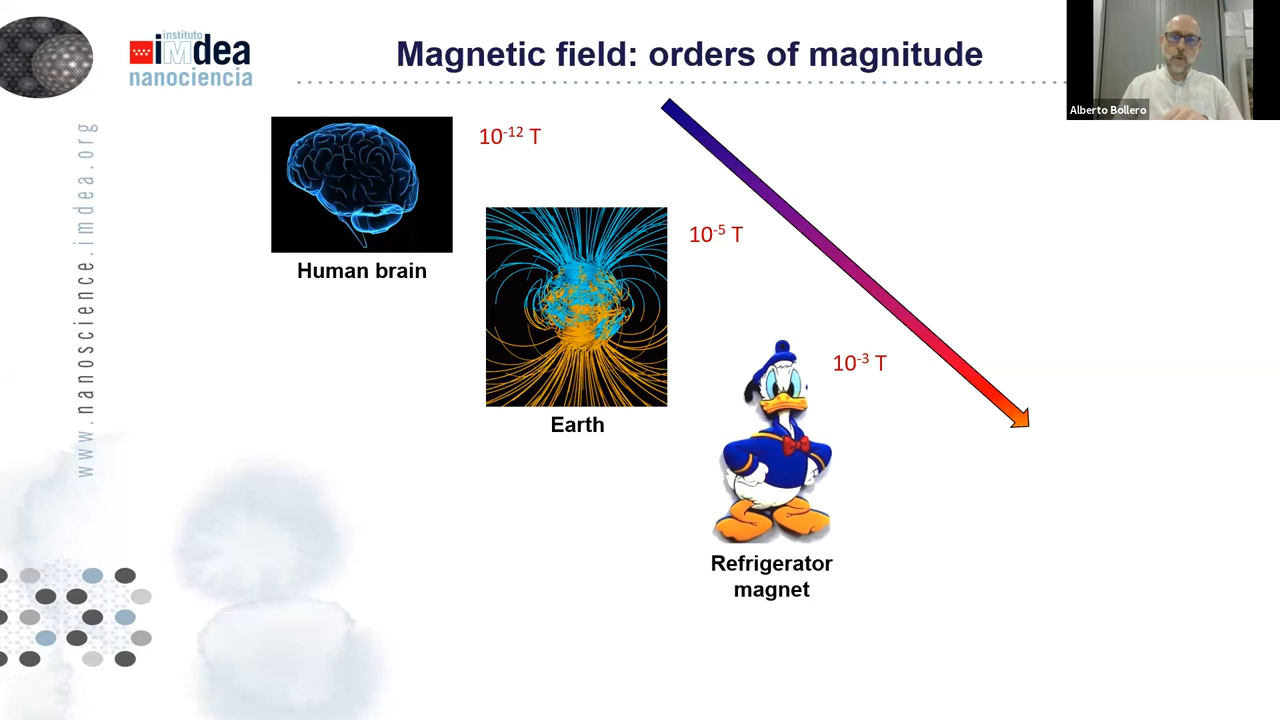 instituto
imdea
nanociencia
Magnetic field: orders of magnitude
Alberto Bollero
www.nanoscience.imdea.org
10⁻¹² T
Human brain
10⁻⁵ T
Earth
10⁻³ T
Refrigerator
magnet